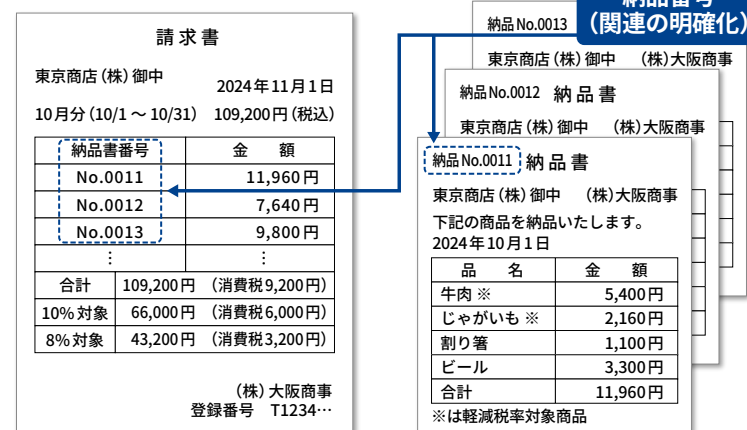 請求書
東京商店(株)御中
2024年11月1日
10月分(10/1～10/31) 109,200円(税込)
納品書番号 金 額
No.0011 11,960円
No.0012 7,640円
No.0013 9,800円
⋮ ⋮
合計 109,200円 (消費税9,200円)
10%対象 66,000円 (消費税6,000円)
8%対象 43,200円 (消費税3,200円)
(株)大阪商事
登録番号 T1234…
納品番号
(関連の明確化)
納品No.0013
東京商店(株)御中 (株)大阪商事
納品No.0012 納品書
東京商店(株)御中 (株)大阪商事
納品No.0011 納品書
東京商店(株)御中 (株)大阪商事
下記の商品を納品いたします。
2024年10月1日
品 名 金 額
牛肉※ 5,400円
じゃがいも※ 2,160円
割り箸 1,100円
ビール 3,300円
合計 11,960円
※は軽減税率対象商品